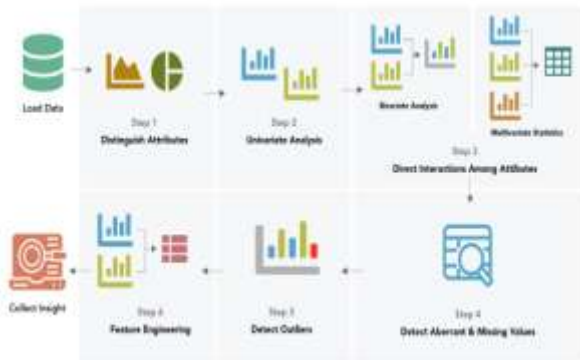 Load Data
Step 1
Distinguish Attributes
Step 2
Univariate Analysis
Bivariate Analysis
Multivariate Statistics
Step 3
Direct Interactions Among Attributes
Step 4
Detect Aberrant & Missing Values
Step 5
Detect Outliers
Step 6
Feature Engineering
Collect Insight